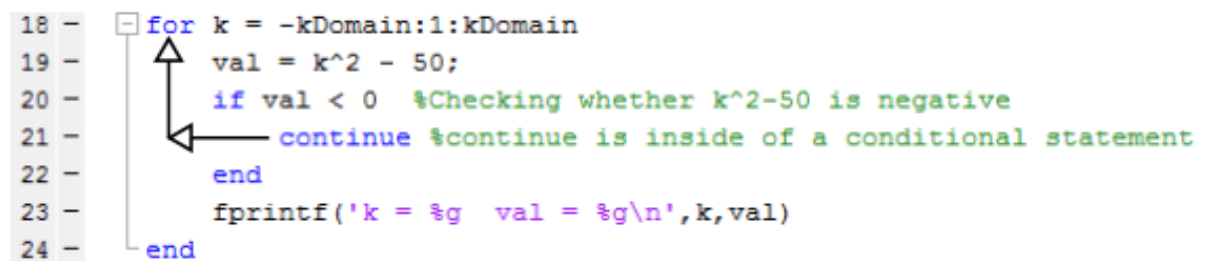 18 - for k = -kDomain:1:kDomain
19 - val = k^2 - 50;
20 - if val < 0 %Checking whether k^2-50 is negative
21 - continue %continue is inside of a conditional statement
22 - end
23 - fprintf('k = %g  val = %g\n',k,val)
24 - end